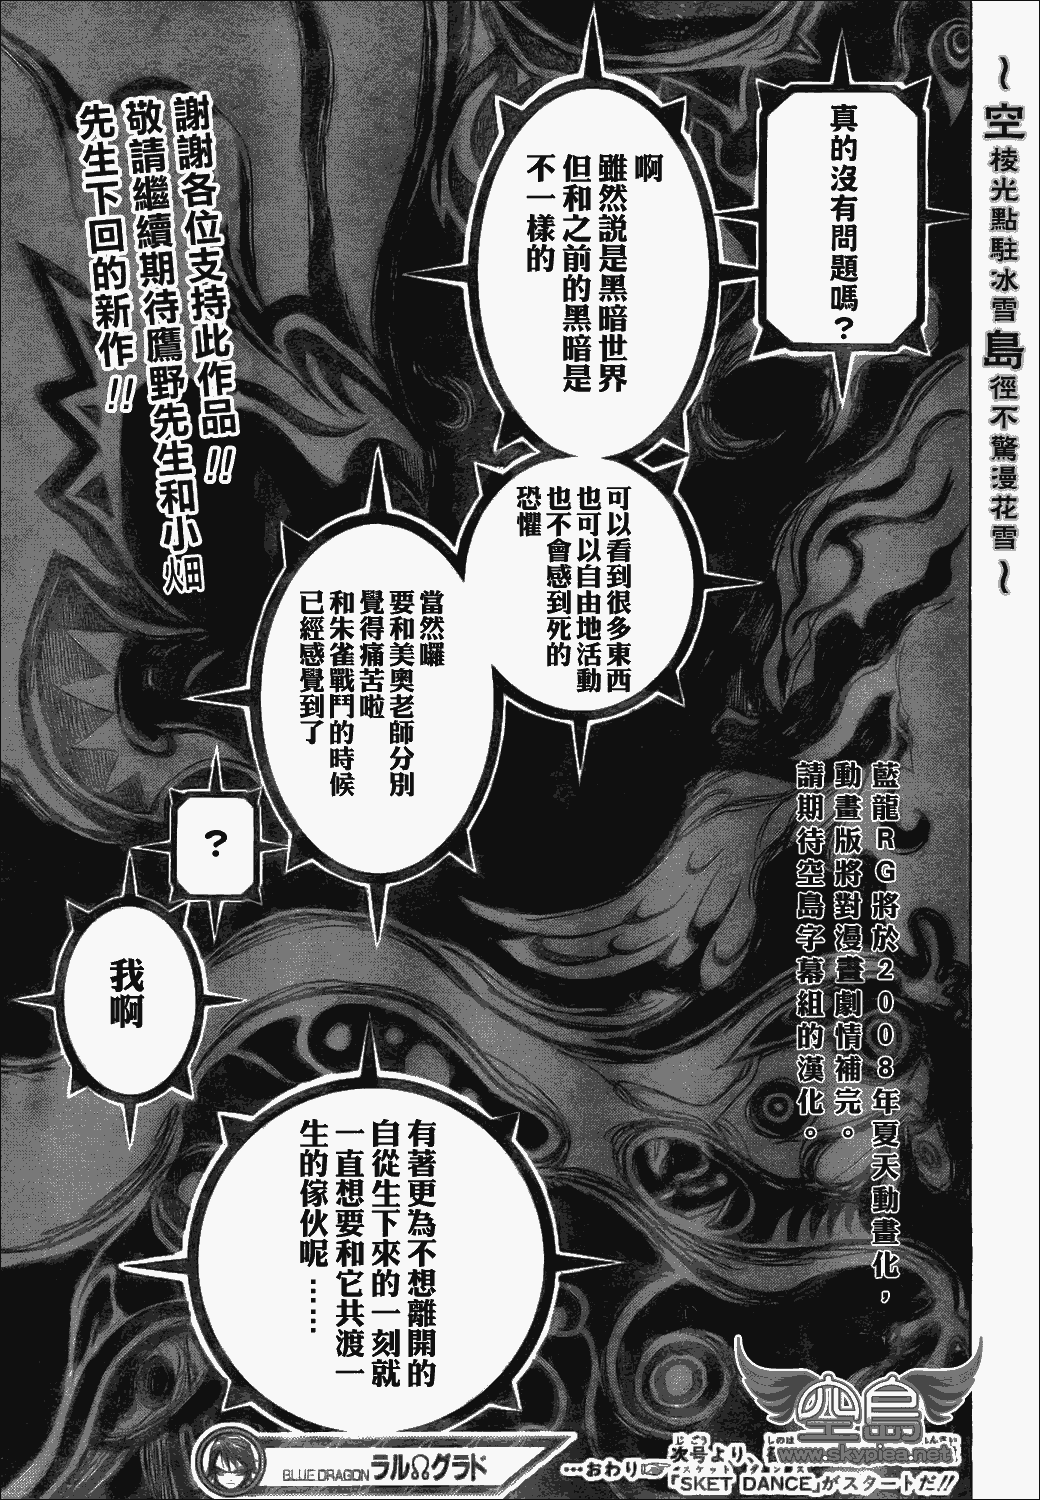 ～空棱光點駐冰雪島徑不驚漫花雪～
真的沒有問題嗎？
啊
雖然說是黑暗世界
但和之前的黑暗是
不一樣的
可以看到很多東西
也可以自由地活動
也不會感到死的
恐懼
當然囉
要和美奧老師分別
覺得痛苦啦
和朱雀戰鬥的時候
已經感覺到了
？
我啊
有著更為不想離開的
自從生下來的一刻就
一直想要和它共渡一
生的傢伙呢……
謝謝各位支持此作品!!
敬請繼續期待鷹野先生和小畑
先生下回的新作!!
藍龍ＲＧ將於２００８年夏天動畫化，
動畫版將對漫畫劇情補完。
請期待空島字幕組的漢化。
空島
www.skypiea.net
BLUE DRAGON ラルΩグラド
…おわり
次号より、
「SKET DANCE」がスタートだ!!